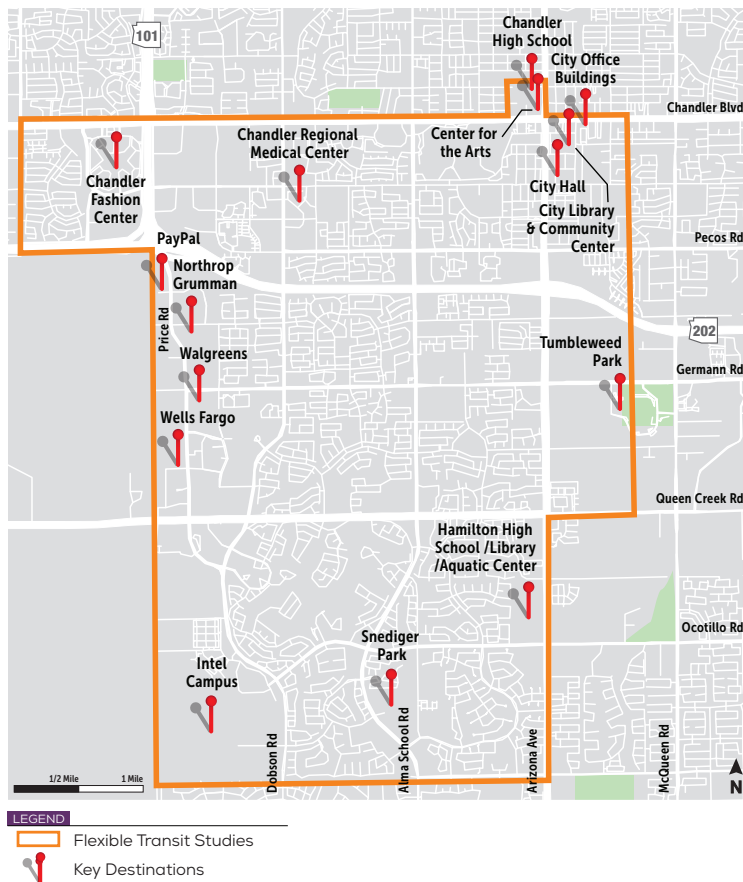 101
Chandler
High School
City Office
Buildings
Chandler Blvd
Center for
the Arts
Chandler Regional
Medical Center
Chandler
Fashion
Center
City Hall
City Library
& Community
Center
PayPal
Pecos Rd
Northrop
Grumman
Price Rd
202
Walgreens
Tumbleweed
Park
Germann Rd
Wells Fargo
Queen Creek Rd
Hamilton High
School /Library
/Aquatic Center
Ocotillo Rd
Snediger
Park
Intel
Campus
Dobson Rd
Alma School Rd
Arizona Ave
McQueen Rd
1/2 Mile
1 Mile
N
LEGEND
Flexible Transit Studies
Key Destinations